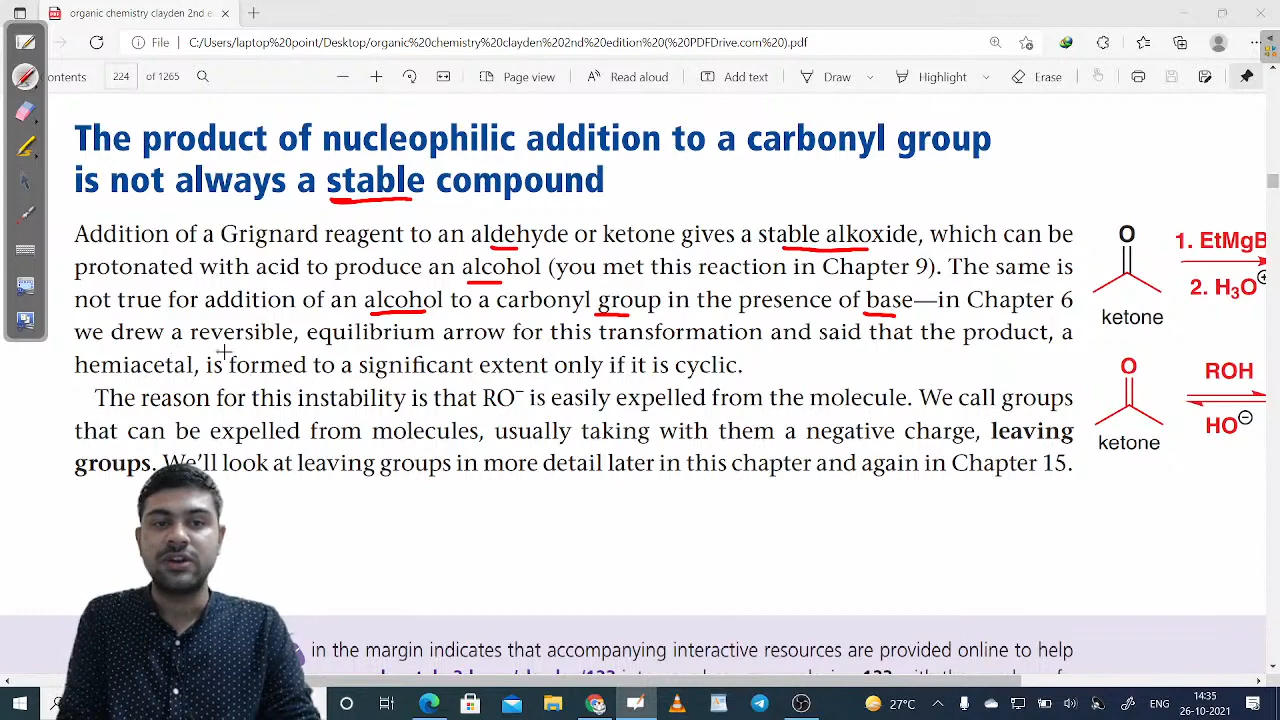 organic chemistry clayden 2nd ed
File
C:/Users/laptop%20point/Desktop/organic%20chemistry%20clayden%202nd%20edition%20(%20PDFDrive.com%20).pdf
ontents
224
of 1265
Page view
Read aloud
Add text
Draw
Highlight
Erase
The product of nucleophilic addition to a carbonyl group
is not always a stable compound
Addition of a Grignard reagent to an aldehyde or ketone gives a stable alkoxide, which can be
protonated with acid to produce an alcohol (you met this reaction in Chapter 9). The same is
not true for addition of an alcohol to a carbonyl group in the presence of base—in Chapter 6
we drew a reversible, equilibrium arrow for this transformation and said that the product, a
hemiacetal, is formed to a significant extent only if it is cyclic.
The reason for this instability is that RO⁻ is easily expelled from the molecule. We call groups
that can be expelled from molecules, usually taking with them a negative charge, leaving
groups. We'll look at leaving groups in more detail later in this chapter and again in Chapter 15.
O
1. EtMgB
2. H₃O⊕
ketone
O
ROH
HO⊖
ketone
in the margin indicates that accompanying interactive resources are provided online to help
27°C
ENG
14:35
26-10-2021